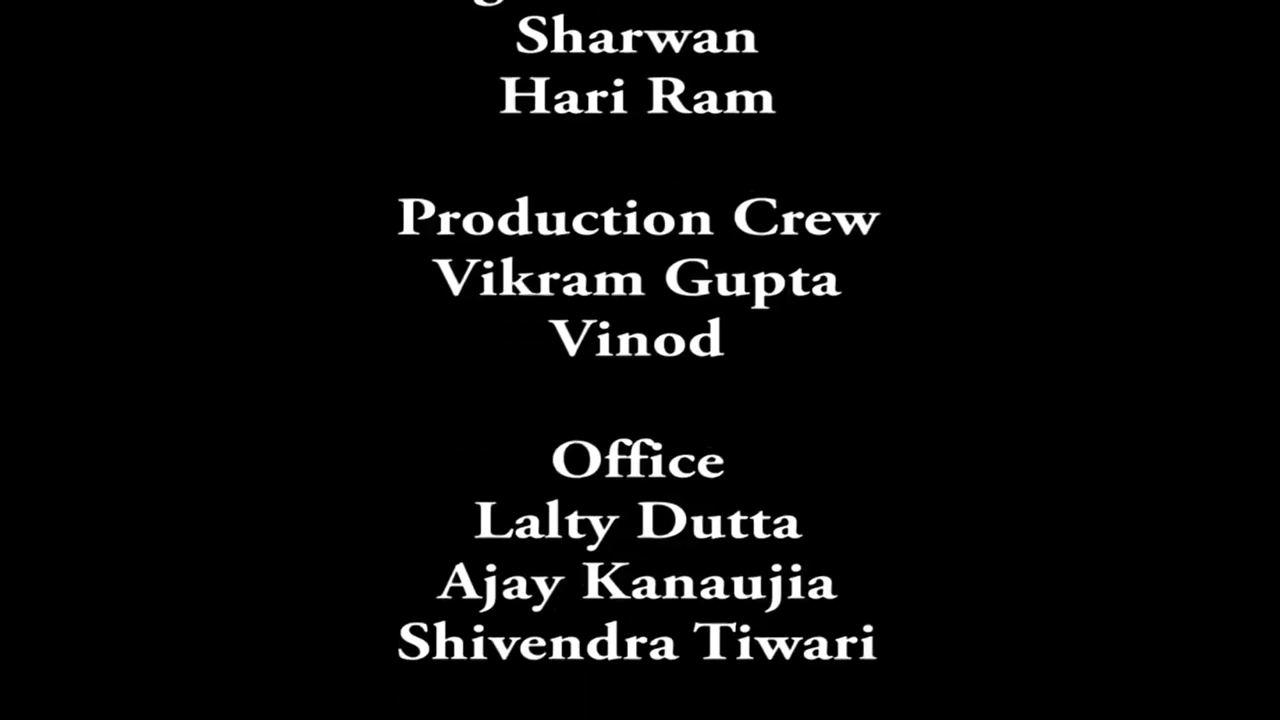 Sharwan
Hari Ram
Production Crew
Vikram Gupta
Vinod
Office
Lalty Dutta
Ajay Kanaujia
Shivendra Tiwari